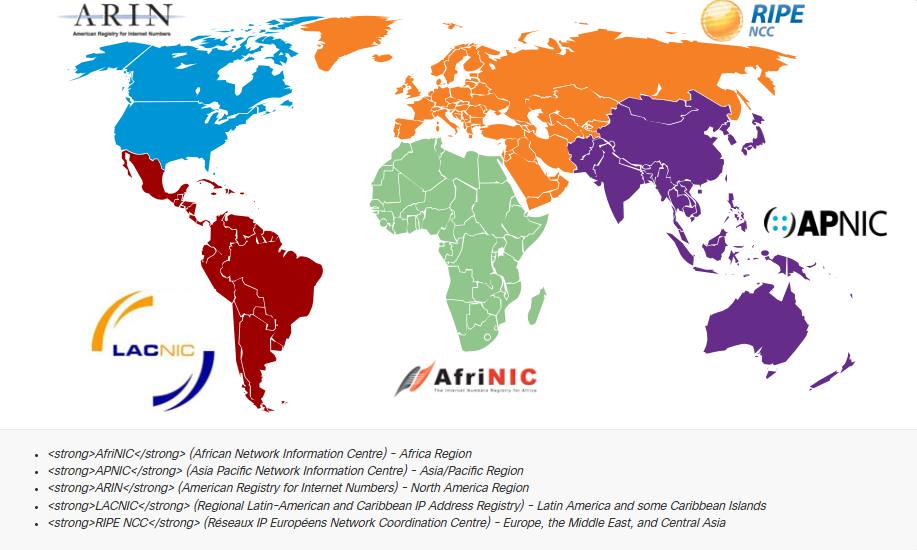 ARIN
American Registry for Internet Numbers
RIPE
NCC
APNIC
LACNIC
AfriNIC
The Internet Numbers Registry for Africa
• <strong>AfriNIC</strong> (African Network Information Centre) – Africa Region
• <strong>APNIC</strong> (Asia Pacific Network Information Centre) – Asia/Pacific Region
• <strong>ARIN</strong> (American Registry for Internet Numbers) – North America Region
• <strong>LACNIC</strong> (Regional Latin-American and Caribbean IP Address Registry) – Latin America and some Caribbean Islands
• <strong>RIPE NCC</strong> (Réseaux IP Européens Network Coordination Centre) – Europe, the Middle East, and Central Asia